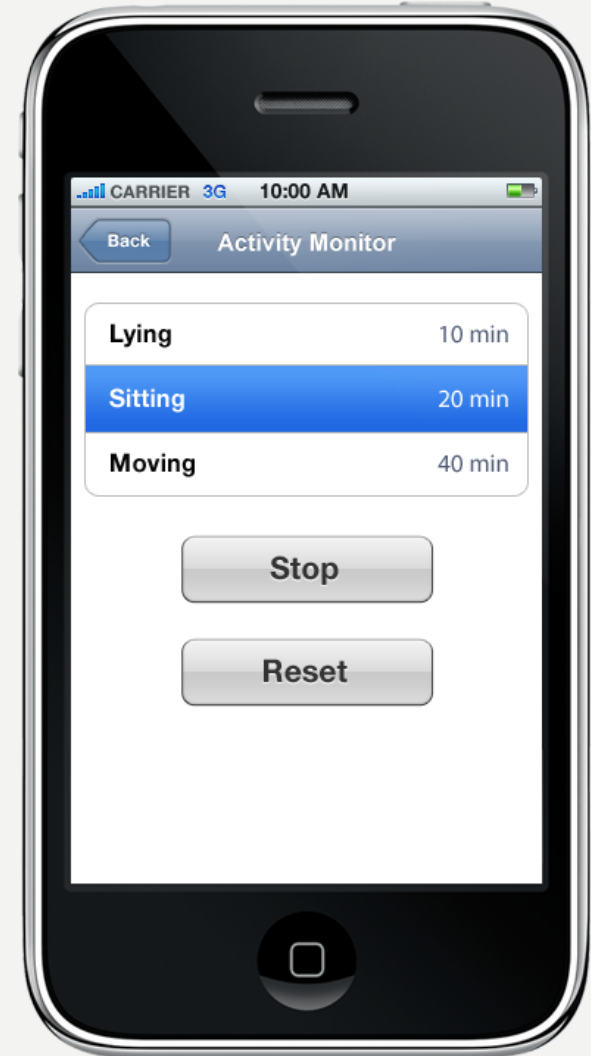 CARRIER 3G 10:00 AM
Back Activity Monitor
Lying 10 min
Sitting 20 min
Moving 40 min
Stop
Reset